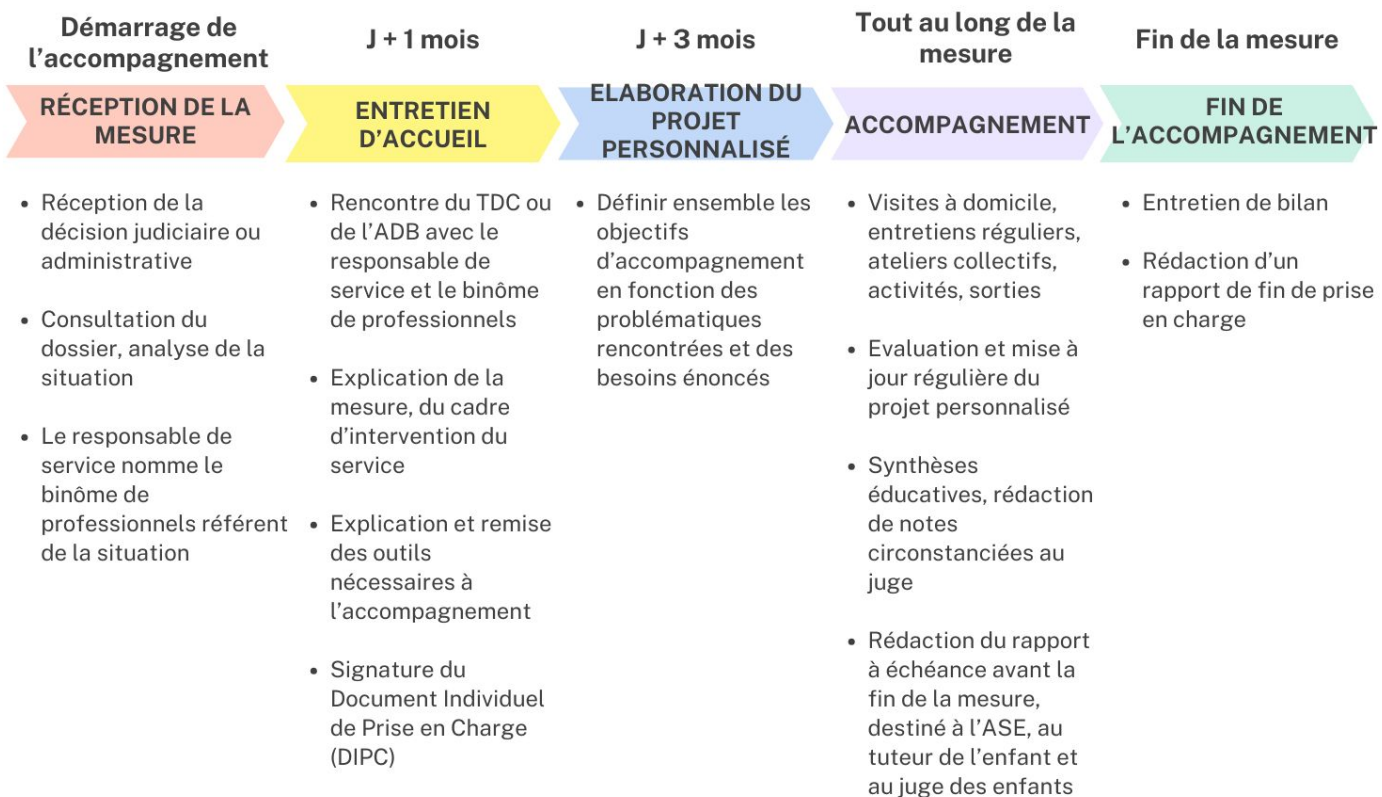 Démarrage de
l'accompagnement
J + 1 mois
J + 3 mois
Tout au long de la
mesure
Fin de la mesure
RÉCEPTION DE LA
MESURE
ENTRETIEN
D'ACCUEIL
ELABORATION DU
PROJET
PERSONNALISÉ
ACCOMPAGNEMENT
FIN DE
L'ACCOMPAGNEMENT
• Réception de la
décision judiciaire ou
administrative
• Consultation du
dossier, analyse de la
situation
• Le responsable de
service nomme le
binôme de
professionnels référent
de la situation
• Rencontre du TDC ou
de l'ADB avec le
responsable de
service et le binôme
de professionnels
• Explication de la
mesure, du cadre
d'intervention du
service
• Explication et remise
des outils
nécessaires à
l'accompagnement
• Signature du
Document Individuel
de Prise en Charge
(DIPC)
• Définir ensemble les
objectifs
d'accompagnement
en fonction des
problématiques
rencontrées et des
besoins énoncés
• Visites à domicile,
entretiens réguliers,
ateliers collectifs,
activités, sorties
• Evaluation et mise à
jour régulière du
projet personnalisé
• Synthèses
éducatives, rédaction
de notes
circonstanciées au
juge
• Rédaction du rapport
à échéance avant la
fin de la mesure,
destiné à l'ASE, au
tuteur de l'enfant et
au juge des enfants
• Entretien de bilan
• Rédaction d'un
rapport de fin de prise
en charge